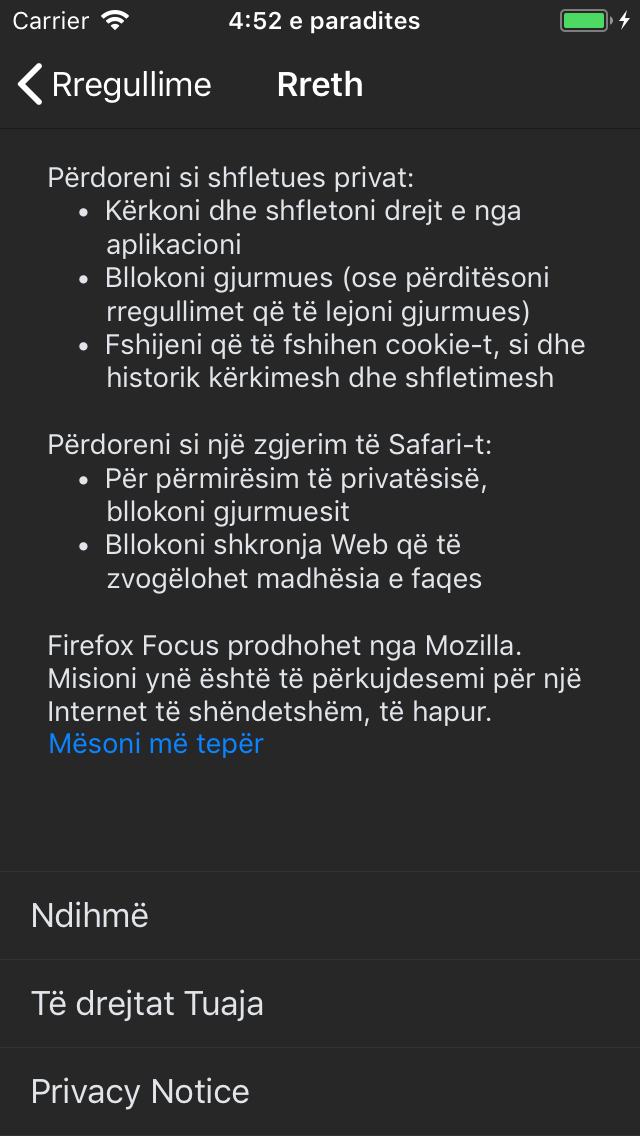 Carrier 4:52 e paradites
Rregullime Rreth
Përdoreni si shfletues privat:
• Kërkoni dhe shfletoni drejt e nga
aplikacioni
• Bllokoni gjurmues (ose përditësoni
rregullimet që të lejoni gjurmues)
• Fshijeni që të fshihen cookie-t, si dhe
historik kërkimesh dhe shfletimesh
Përdoreni si një zgjerim të Safari-t:
• Për përmirësim të privatësisë,
bllokoni gjurmuesit
• Bllokoni shkronja Web që të
zvogëlohet madhësia e faqes
Firefox Focus prodhohet nga Mozilla.
Misioni ynë është të përkujdesemi për një
Internet të shëndetshëm, të hapur.
Mësoni më tepër
Ndihmë
Të drejtat Tuaja
Privacy Notice